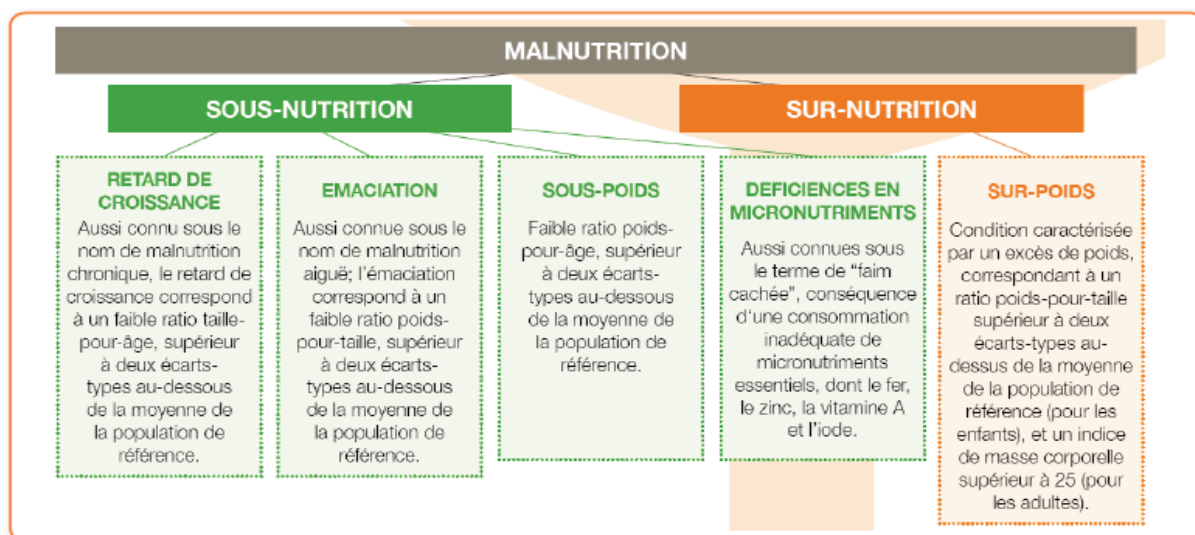 MALNUTRITION
SOUS-NUTRITION
SUR-NUTRITION
RETARD DE
CROISSANCE
Aussi connu sous le
nom de malnutrition
chronique, le retard de
croissance correspond
à un faible ratio taille-
pour-âge, supérieur
à deux écarts-
types au-dessous
de la moyenne de
la population de
référence.
EMACIATION
Aussi connue sous le
nom de malnutrition
aiguë; l'émaciation
correspond à un
faible ratio poids-
pour-taille, supérieur
à deux écarts-
types au-dessous
de la moyenne de
la population de
référence.
SOUS-POIDS
Faible ratio poids-
pour-âge, supérieur
à deux écarts-
types au-dessous
de la moyenne de
la population de
référence.
DEFICIENCES EN
MICRONUTRIMENTS
Aussi connues sous
le terme de “faim
cachée”, conséquence
d'une consommation
inadéquate de
micronutriments
essentiels, dont le fer,
le zinc, la vitamine A
et l'iode.
SUR-POIDS
Condition caractérisée
par un excès de poids,
correspondant à un
ratio poids-pour-taille
supérieur à deux
écarts-types au-
dessus de la moyenne
de la population de
référence (pour les
enfants), et un indice
de masse corporelle
supérieur à 25 (pour
les adultes).